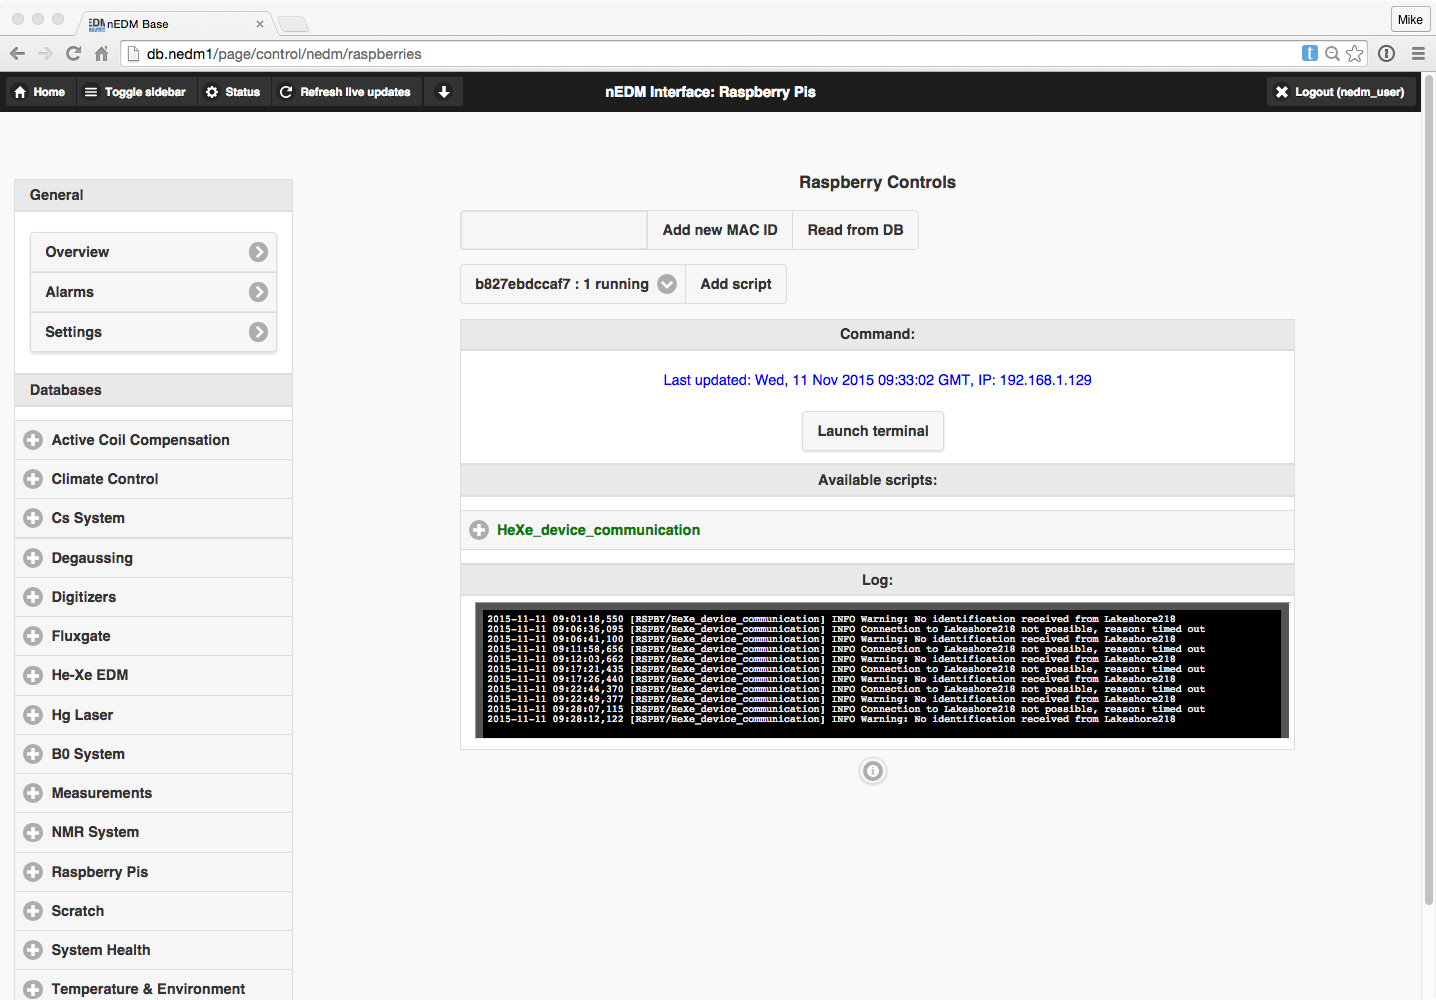 nEDM Base
Mike
db.nedm1/page/control/nedm/raspberries
Home
Toggle sidebar
Status
Refresh live updates
nEDM Interface: Raspberry Pis
Logout (nedm_user)
General
Overview
Alarms
Settings
Databases
Active Coil Compensation
Climate Control
Cs System
Degaussing
Digitizers
Fluxgate
He-Xe EDM
Hg Laser
B0 System
Measurements
NMR System
Raspberry Pis
Scratch
System Health
Temperature & Environment
Raspberry Controls
Add new MAC ID
Read from DB
b827ebdccaf7 : 1 running
Add script
Command:
Last updated: Wed, 11 Nov 2015 09:33:02 GMT, IP: 192.168.1.129
Launch terminal
Available scripts:
HeXe_device_communication
Log:
2015-11-11 09:01:18,550 [RSPBY/HeXe_device_communication] INFO Warning: No identification received from Lakeshore218
2015-11-11 09:06:36,095 [RSPBY/HeXe_device_communication] INFO Connection to Lakeshore218 not possible, reason: timed out
2015-11-11 09:06:41,100 [RSPBY/HeXe_device_communication] INFO Warning: No identification received from Lakeshore218
2015-11-11 09:11:58,656 [RSPBY/HeXe_device_communication] INFO Connection to Lakeshore218 not possible, reason: timed out
2015-11-11 09:12:03,662 [RSPBY/HeXe_device_communication] INFO Warning: No identification received from Lakeshore218
2015-11-11 09:17:21,435 [RSPBY/HeXe_device_communication] INFO Connection to Lakeshore218 not possible, reason: timed out
2015-11-11 09:17:26,440 [RSPBY/HeXe_device_communication] INFO Warning: No identification received from Lakeshore218
2015-11-11 09:22:44,370 [RSPBY/HeXe_device_communication] INFO Connection to Lakeshore218 not possible, reason: timed out
2015-11-11 09:22:49,377 [RSPBY/HeXe_device_communication] INFO Warning: No identification received from Lakeshore218
2015-11-11 09:28:07,115 [RSPBY/HeXe_device_communication] INFO Connection to Lakeshore218 not possible, reason: timed out
2015-11-11 09:28:12,122 [RSPBY/HeXe_device_communication] INFO Warning: No identification received from Lakeshore218